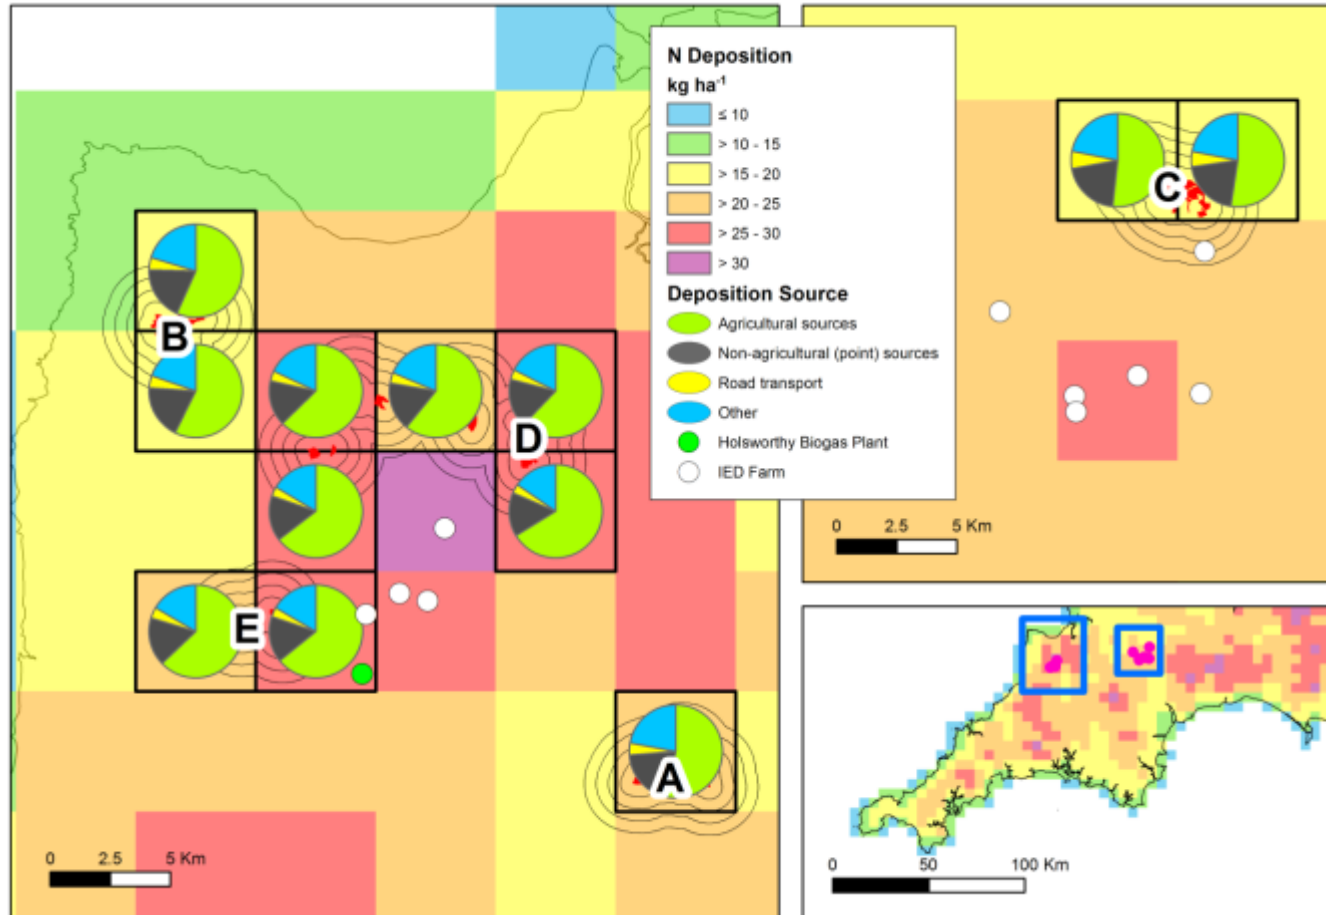 N Deposition
kg ha⁻¹
≤ 10
> 10 - 15
> 15 - 20
> 20 - 25
> 25 - 30
> 30
Deposition Source
Agricultural sources
Non-agricultural (point) sources
Road transport
Other
Holsworthy Biogas Plant
IED Farm
B
D
E
A
0 2.5 5 Km
C
0 2.5 5 Km
0 50 100 Km